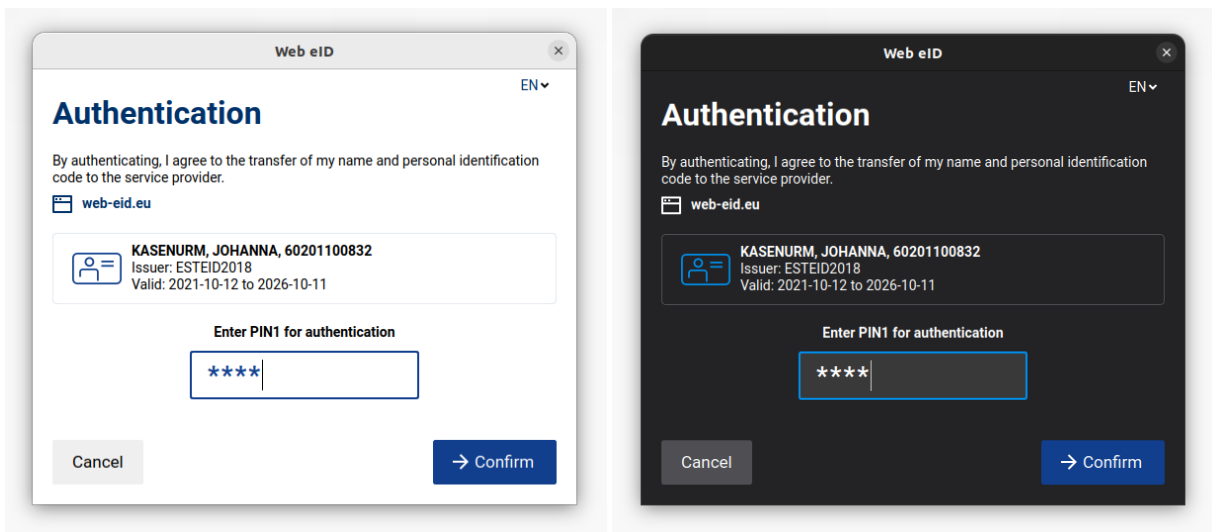 Web eID
EN
Authentication
By authenticating, I agree to the transfer of my name and personal identification
code to the service provider.
web-eid.eu
KASENURM, JOHANNA, 60201100832
Issuer: ESTEID2018
Valid: 2021-10-12 to 2026-10-11
Enter PIN1 for authentication
****
Cancel
→ Confirm
Web eID
EN
Authentication
By authenticating, I agree to the transfer of my name and personal identification
code to the service provider.
web-eid.eu
KASENURM, JOHANNA, 60201100832
Issuer: ESTEID2018
Valid: 2021-10-12 to 2026-10-11
Enter PIN1 for authentication
****
Cancel
→ Confirm